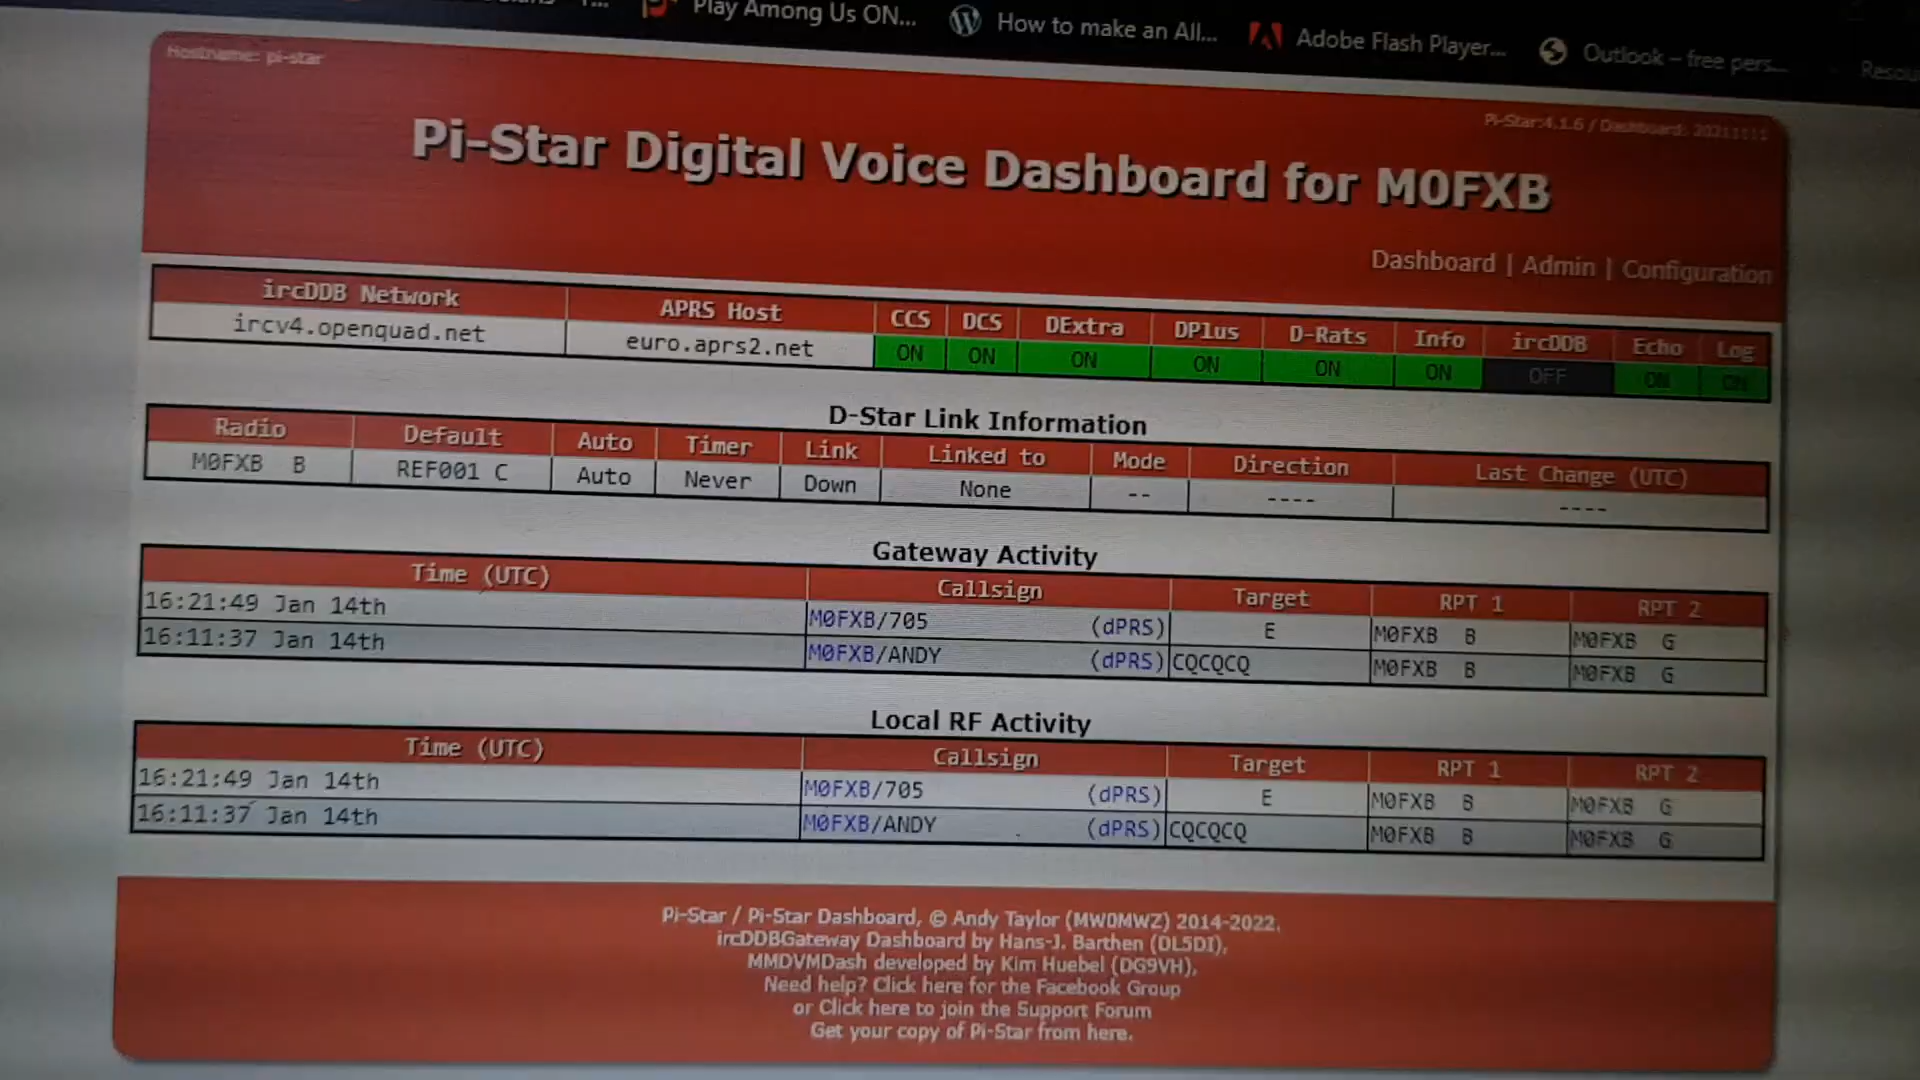 Play Among Us ON...
How to make an All...
Adobe Flash Player...
Outlook – free pers...
Hostname: pi-star
Pi-Star:4.1.6 / Dashboard: 20211111
Pi-Star Digital Voice Dashboard for M0FXB
Dashboard | Admin | Configuration
ircDDB Network APRS Host CCS DCS DExtra DPlus D-Rats Info ircDDB Echo Log
ircv4.openquad.net euro.aprs2.net ON ON ON ON ON ON OFF ON ON
D-Star Link Information
Radio Default Auto Timer Link Linked to Mode Direction Last Change (UTC)
M0FXB B REF001 C Auto Never Down None -- ---- ----
Gateway Activity
Time (UTC) Callsign Target RPT 1 RPT 2
16:21:49 Jan 14th M0FXB/705 (dPRS) E M0FXB B M0FXB G
16:11:37 Jan 14th M0FXB/ANDY (dPRS) CQCQCQ M0FXB B M0FXB G
Local RF Activity
Time (UTC) Callsign Target RPT 1 RPT 2
16:21:49 Jan 14th M0FXB/705 (dPRS) E M0FXB B M0FXB G
16:11:37 Jan 14th M0FXB/ANDY (dPRS) CQCQCQ M0FXB B M0FXB G
Pi-Star / Pi-Star Dashboard, © Andy Taylor (MW0MWZ) 2014-2022.
ircDDBGateway Dashboard by Hans-J. Barthen (DL5DI),
MMDVMDash developed by Kim Huebel (DG9VH),
Need help? Click here for the Facebook Group
or Click here to join the Support Forum
Get your copy of Pi-Star from here.